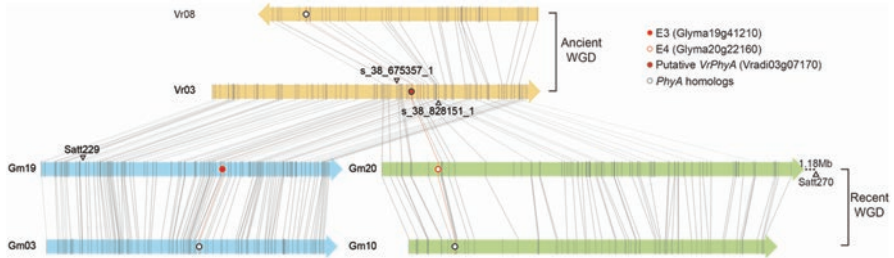 Vr08
Ancient
WGD
E3 (Glyma19g41210)
E4 (Glyma20g22160)
Putative VrPhyA (Vradi03g07170)
PhyA homologs
s_38_675357_1
Vr03
s_38_828151_1
Satt229
Gm19
Gm20
1.18Mb
Satt270
Recent
WGD
Gm03
Gm10